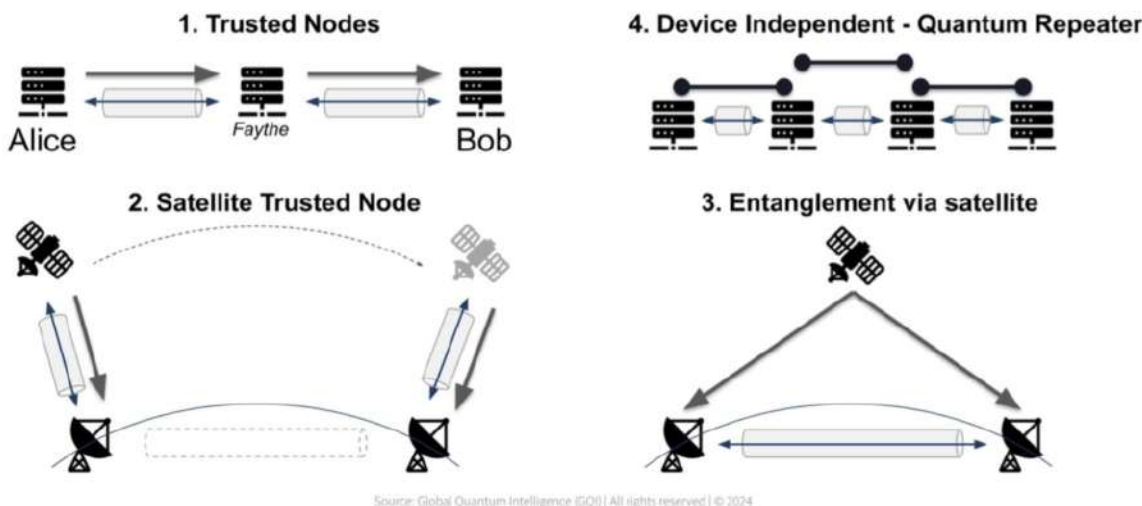 1. Trusted Nodes
Alice
Faythe
Bob
4. Device Independent - Quantum Repeater
2. Satellite Trusted Node
3. Entanglement via satellite
Source: Global Quantum Intelligence (GQI) | All rights reserved | © 2024